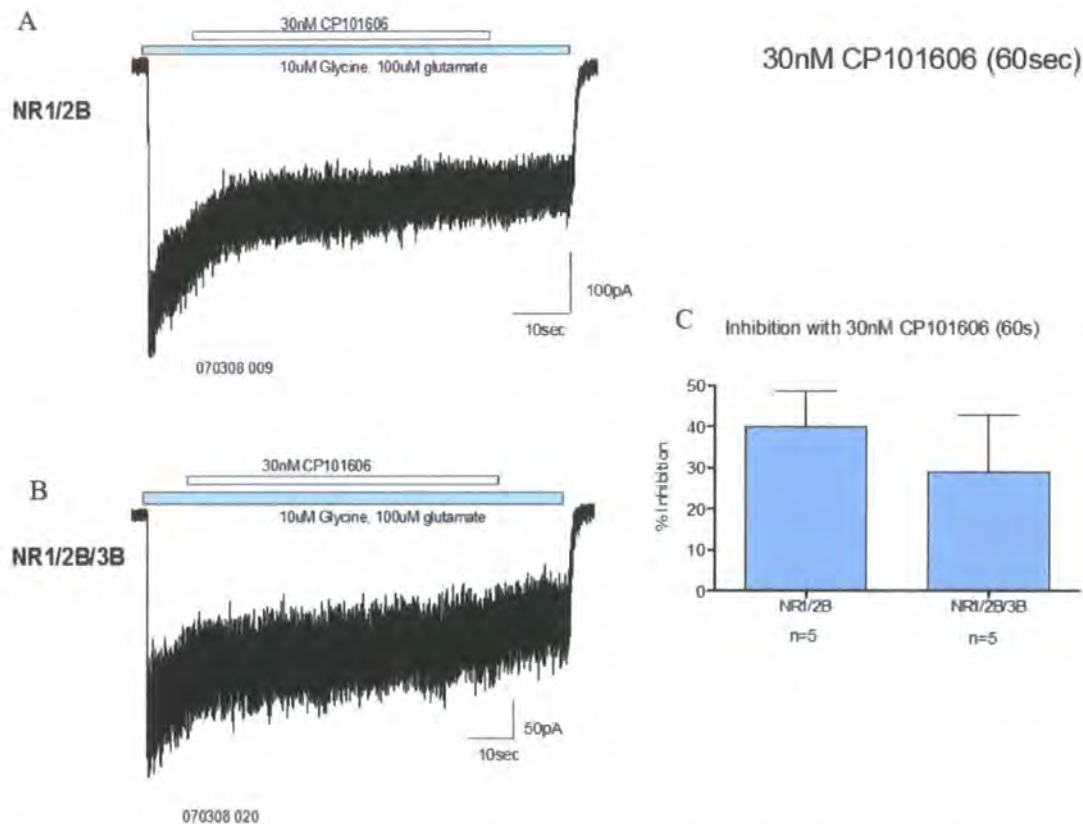 A
30nM CP101606
10uM Glycine, 100uM glutamate
30nM CP101606 (60sec)
NR1/2B
100pA
10sec
070308 009
C
Inhibition with 30nM CP101606 (60s)
50
40
30
20
10
0
% Inhibition
NR1/2B
NR1/2B/3B
n=5
n=5
B
30nM CP101606
10uM Glycine, 100uM glutamate
NR1/2B/3B
50pA
10sec
070308 020